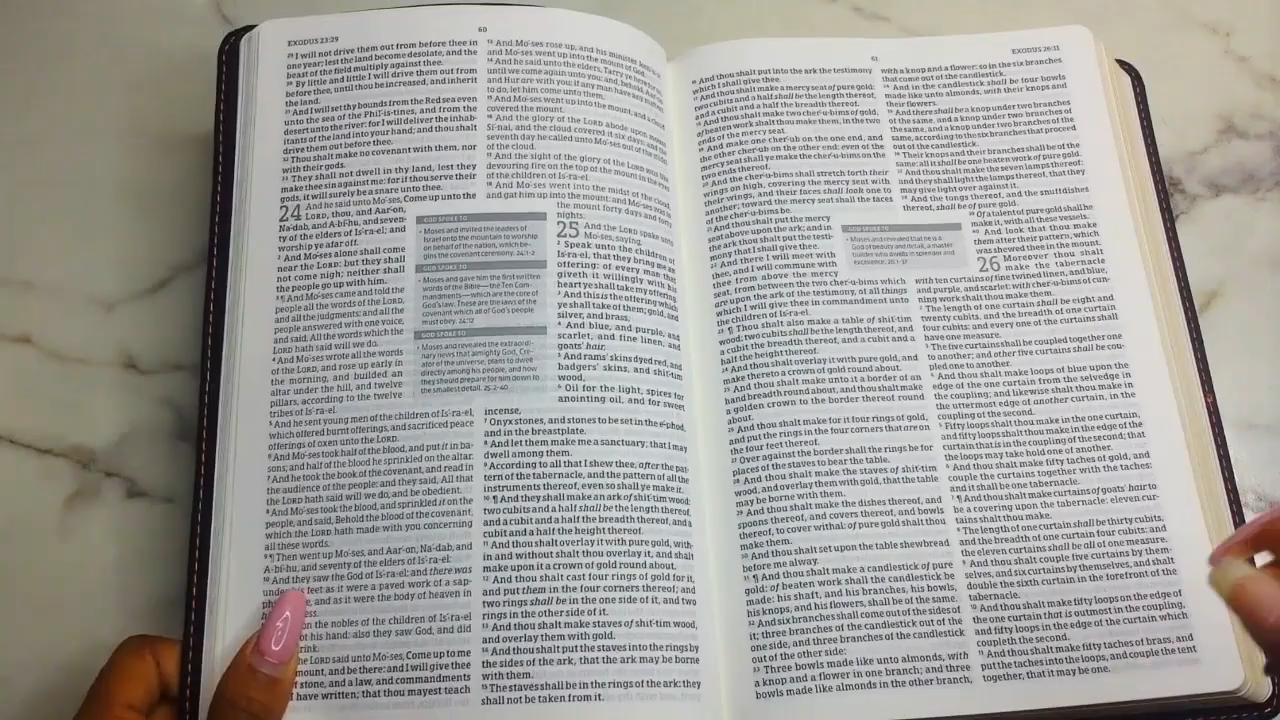 EXODUS 23:29
60
29 I will not drive them out from before thee in
one year; lest the land become desolate, and the
beast of the field multiply against thee.
30 By little and little I will drive them out from
before thee, until thou be increased, and inherit
the land.
31 And I will set thy bounds from the Red sea even
unto the sea of the Phil-is-tines, and from the
desert unto the river: for I will deliver the inhab-
itants of the land into your hand; and thou shalt
drive them out before thee.
32 Thou shalt make no covenant with them, nor
with their gods.
33 They shall not dwell in thy land, lest they
make thee sin against me: for if thou serve their
gods, it will surely be a snare unto thee.
24 And he said unto Mo-ses, Come up unto the
LORD, thou, and Aar-on,
Na-dab, and A-bi-hu, and seven-
ty of the elders of Is-ra-el; and
worship ye afar off.
2 And Mo-ses alone shall come
near the LORD: but they shall
not come nigh; neither shall
the people go up with him.
3 ¶ And Mo-ses came and told the
people all the words of the LORD,
and all the judgments: and all the
people answered with one voice,
and said, All the words which the
LORD hath said will we do.
4 And Mo-ses wrote all the words
of the LORD, and rose up early in
the morning, and builded an
altar under the hill, and twelve
pillars, according to the twelve
tribes of Is-ra-el.
5 And he sent young men of the children of Is-ra-el,
which offered burnt offerings, and sacrificed peace
offerings of oxen unto the LORD.
6 And Mo-ses took half of the blood, and put it in ba-
sons; and half of the blood he sprinkled on the altar.
7 And he took the book of the covenant, and read in
the audience of the people: and they said, All that
the LORD hath said will we do, and be obedient.
8 And Mo-ses took the blood, and sprinkled it on the
people, and said, Behold the blood of the covenant,
which the LORD hath made with you concerning
all these words.
9 ¶ Then went up Mo-ses, and Aar-on, Na-dab, and
A-bi-hu, and seventy of the elders of Is-ra-el:
10 And they saw the God of Is-ra-el: and there was
under his feet as it were a paved work of a sap-
and as it were the body of heaven in
on the nobles of the children of Is-ra-el
not his hand: also they saw God, and did
rink.
the LORD said unto Mo-ses, Come up to me
mount, and be there: and I will give thee
f stone, and a law, and commandments
have written; that thou mayest teach
GOD SPOKE TO
• Moses and invited the leaders of
Israel onto the mountain to worship
on behalf of the nation, which be-
gins the covenant ceremony. 24:1-2
GOD SPOKE TO
• Moses and gave him the first written
words of the Bible—the Ten Com-
mandments—which are the core of
God's law. These are the laws of the
covenant which all of God's people
must obey. 24:12
GOD SPOKE TO
• Moses and revealed the extraordi-
nary news that almighty God, Cre-
ator of the universe, plans to dwell
directly among his people, and how
they should prepare for him down to
the smallest detail. 25:2-40
13 And Mo-ses rose up, and his minister
and Mo-ses went up into the mount of God.
14 And he said unto the elders, Tarry ye here for us,
until we come again unto you: and, behold, Aar-on
and Hur are with you: if any man have any matters
to do, let him come unto them.
15 And Mo-ses went up into the mount, and a cloud
covered the mount.
16 And the glory of the LORD abode upon mount
Si-nai, and the cloud covered it six days: and the
seventh day he called unto Mo-ses out of the midst
of the cloud.
17 And the sight of the glory of the LORD was like
devouring fire on the top of the mount in the eyes
of the children of Is-ra-el.
18 And Mo-ses went into the midst of the cloud,
and gat him up into the mount: and Mo-ses was in
the mount forty days and forty
nights.
25 And the LORD spake unto
Mo-ses, saying,
2 Speak unto the children of
Is-ra-el, that they bring me an
offering: of every man that
giveth it willingly with his
heart ye shall take my offering.
3 And this is the offering which
ye shall take of them; gold, and
silver, and brass,
4 And blue, and purple, and
scarlet, and fine linen, and
goats' hair,
5 And rams' skins dyed red, and
badgers' skins, and shit-tim
wood,
6 Oil for the light, spices for
anointing oil, and for sweet
incense,
7 Onyx stones, and stones to be set in the e-phod,
and in the breastplate.
8 And let them make me a sanctuary; that I may
dwell among them.
9 According to all that I shew thee, after the pat-
tern of the tabernacle, and the pattern of all the
instruments thereof, even so shall ye make it.
10 ¶ And they shall make an ark of shit-tim wood:
two cubits and a half shall be the length thereof,
and a cubit and a half the breadth thereof, and a
cubit and a half the height thereof.
11 And thou shalt overlay it with pure gold, with-
in and without shalt thou overlay it, and shalt
make upon it a crown of gold round about.
12 And thou shalt cast four rings of gold for it,
and put them in the four corners thereof; and
two rings shall be in the one side of it, and two
rings in the other side of it.
13 And thou shalt make staves of shit-tim wood,
and overlay them with gold.
14 And thou shalt put the staves into the rings by
the sides of the ark, that the ark may be borne
with them.
15 The staves shall be in the rings of the ark: they
shall not be taken from it.
61
EXODUS 26:11
16 And thou shalt put into the ark the testimony
which I shall give thee.
17 And thou shalt make a mercy seat of pure gold:
two cubits and a half shall be the length thereof,
and a cubit and a half the breadth thereof.
18 And thou shalt make two cher-u-bims of gold,
of beaten work shalt thou make them, in the two
ends of the mercy seat.
19 And make one cher-ub on the one end, and
the other cher-ub on the other end: even of the
mercy seat shall ye make the cher-u-bims on the
two ends thereof.
20 And the cher-u-bims shall stretch forth their
wings on high, covering the mercy seat with
their wings, and their faces shall look one to
another; toward the mercy seat shall the faces
of the cher-u-bims be.
21 And thou shalt put the mercy
seat above upon the ark; and in
the ark thou shalt put the testi-
mony that I shall give thee.
22 And there I will meet with
thee, and I will commune with
thee from above the mercy
seat, from between the two cher-u-bims which
are upon the ark of the testimony, of all things
which I will give thee in commandment unto
the children of Is-ra-el.
23 ¶ Thou shalt also make a table of shit-tim
wood: two cubits shall be the length thereof, and
a cubit the breadth thereof, and a cubit and a
half the height thereof.
24 And thou shalt overlay it with pure gold, and
make thereto a crown of gold round about.
25 And thou shalt make unto it a border of an
hand breadth round about, and thou shalt make
a golden crown to the border thereof round
about.
26 And thou shalt make for it four rings of gold,
and put the rings in the four corners that are on
the four feet thereof.
27 Over against the border shall the rings be for
places of the staves to bear the table.
28 And thou shalt make the staves of shit-tim
wood, and overlay them with gold, that the table
may be borne with them.
29 And thou shalt make the dishes thereof, and
spoons thereof, and covers thereof, and bowls
thereof, to cover withal: of pure gold shalt thou
make them.
30 And thou shalt set upon the table shewbread
before me alway.
31 ¶ And thou shalt make a candlestick of pure
gold: of beaten work shall the candlestick be
made: his shaft, and his branches, his bowls,
his knops, and his flowers, shall be of the same.
32 And six branches shall come out of the sides of
it; three branches of the candlestick out of the
one side, and three branches of the candlestick
out of the other side:
33 Three bowls made like unto almonds, with
a knop and a flower in one branch; and three
bowls made like almonds in the other branch,
GOD SPOKE TO
• Moses and revealed that he is a
God of beauty and detail, a master
builder who dwells in splendor and
excellence. 26:1-37
with a knop and a flower: so in the six branches
that come out of the candlestick.
34 And in the candlestick shall be four bowls
made like unto almonds, with their knops and
their flowers.
35 And there shall be a knop under two branches
of the same, and a knop under two branches of
the same, and a knop under two branches of the
same, according to the six branches that proceed
out of the candlestick.
36 Their knops and their branches shall be of the
same: all it shall be one beaten work of pure gold.
37 And thou shalt make the seven lamps thereof:
and they shall light the lamps thereof, that they
may give light over against it.
38 And the tongs thereof, and the snuffdishes
thereof, shall be of pure gold.
39 Of a talent of pure gold shall he
make it, with all these vessels.
40 And look that thou make
them after their pattern, which
was shewed thee in the mount.
26 Moreover thou shalt
make the tabernacle
with ten curtains of fine twined linen, and blue,
and purple, and scarlet: with cher-u-bims of cun-
ning work shalt thou make them.
2 The length of one curtain shall be eight and
twenty cubits, and the breadth of one curtain
four cubits: and every one of the curtains shall
have one measure.
3 The five curtains shall be coupled together one
to another; and other five curtains shall be cou-
pled one to another.
4 And thou shalt make loops of blue upon the
edge of the one curtain from the selvedge in
the coupling; and likewise shalt thou make in
the uttermost edge of another curtain, in the
coupling of the second.
5 Fifty loops shalt thou make in the one curtain,
and fifty loops shalt thou make in the edge of the
curtain that is in the coupling of the second; that
the loops may take hold one of another.
6 And thou shalt make fifty taches of gold, and
couple the curtains together with the taches:
and it shall be one tabernacle.
7 ¶ And thou shalt make curtains of goats' hair to
be a covering upon the tabernacle: eleven cur-
tains shalt thou make.
8 The length of one curtain shall be thirty cubits,
and the breadth of one curtain four cubits: and
the eleven curtains shall be all of one measure.
9 And thou shalt couple five curtains by them-
selves, and six curtains by themselves, and shalt
double the sixth curtain in the forefront of the
tabernacle.
10 And thou shalt make fifty loops on the edge of
the one curtain that is outmost in the coupling,
and fifty loops in the edge of the curtain which
coupleth the second.
11 And thou shalt make fifty taches of brass, and
put the taches into the loops, and couple the tent
together, that it may be one.